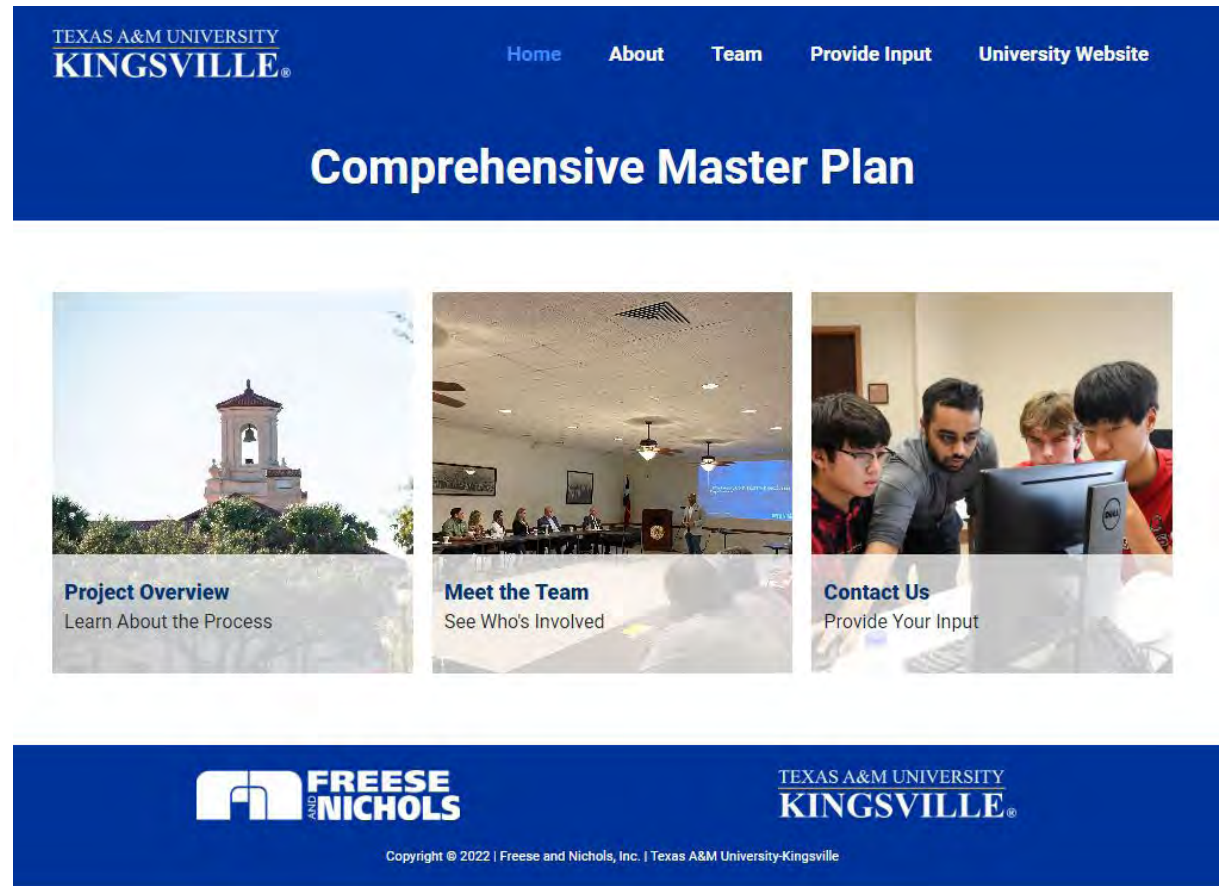 TEXAS A&M UNIVERSITY
KINGSVILLE®
Home About Team Provide Input University Website
Comprehensive Master Plan
Project Overview
Learn About the Process
Meet the Team
See Who's Involved
Contact Us
Provide Your Input
DELL
FREESE
AND
NICHOLS
TEXAS A&M UNIVERSITY
KINGSVILLE®
Copyright © 2022 | Freese and Nichols, Inc. | Texas A&M University-Kingsville